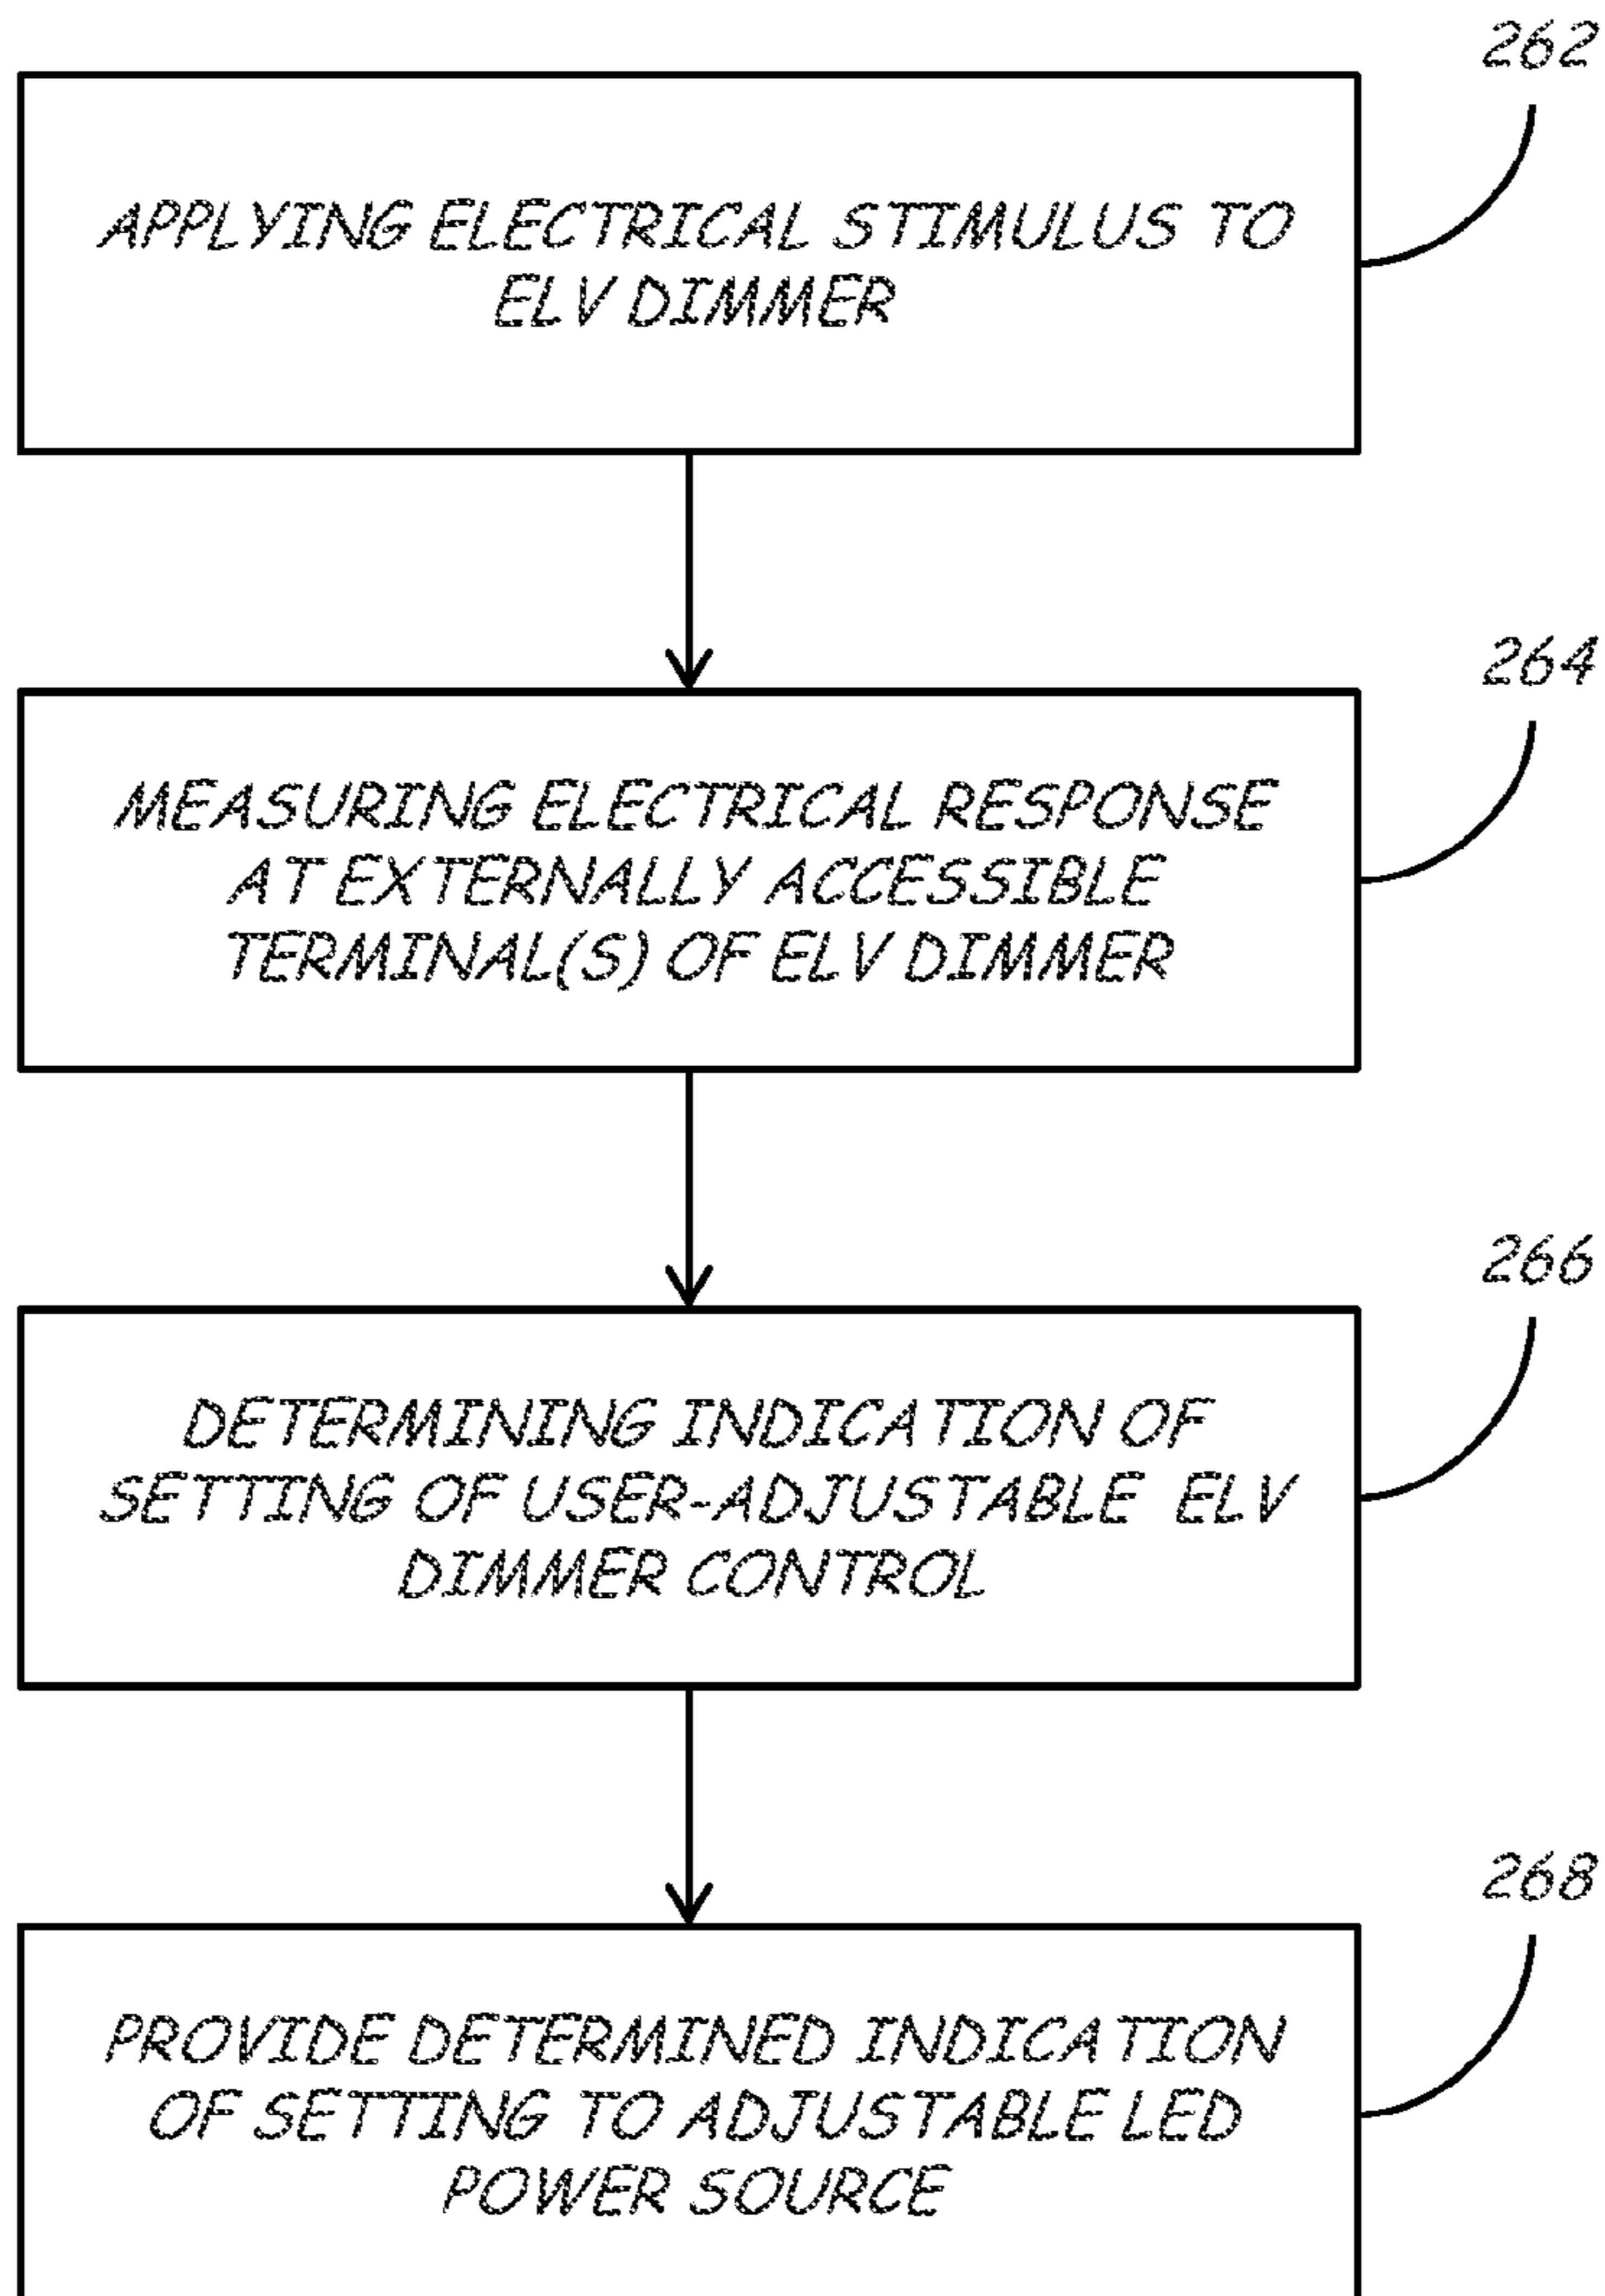 262
APPLYING ELECTRICAL STIMULUS TO
ELV DIMMER
264
MEASURING ELECTRICAL RESPONSE
AT EXTERNALLY ACCESSIBLE
TERMINAL(S) OF ELV DIMMER
266
DETERMINING INDICATION OF
SETTING OF USER-ADJUSTABLE ELV
DIMMER CONTROL
268
PROVIDE DETERMINED INDICATION
OF SETTING TO ADJUSTABLE LED
POWER SOURCE